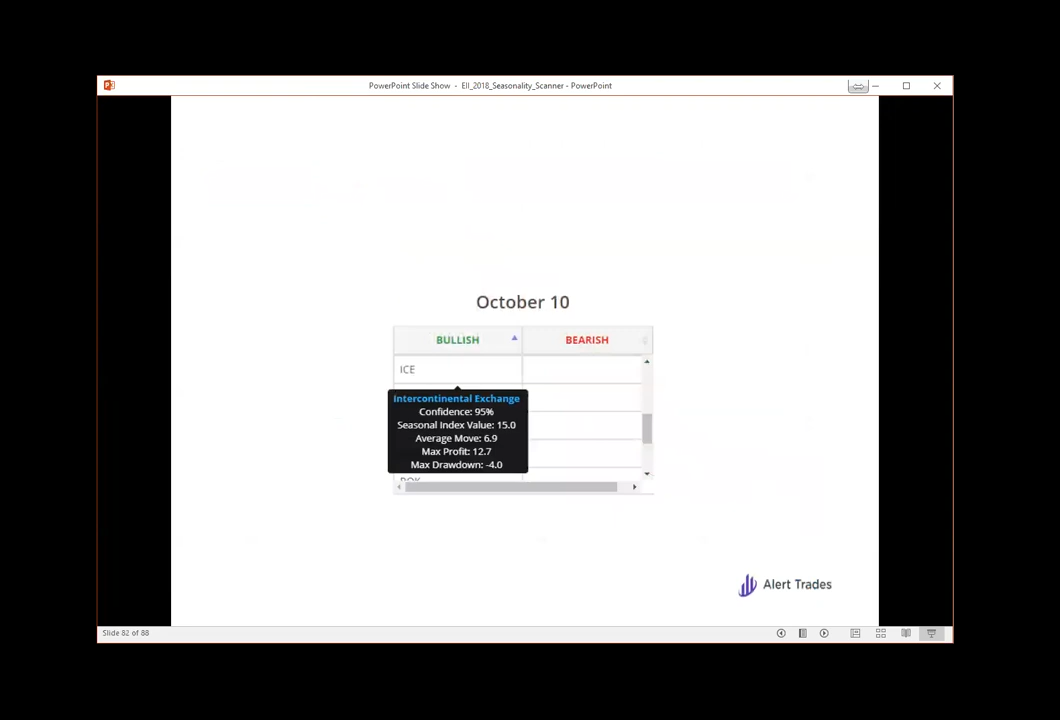 PowerPoint Slide Show - Ell_2018_Seasonality_Scanner - PowerPoint
October 10
BULLISH BEARISH
ICE
Intercontinental Exchange
Confidence: 95%
Seasonal Index Value: 15.0
Average Move: 6.9
Max Profit: 12.7
Max Drawdown: -4.0
Alert Trades
Slide 82 of 88